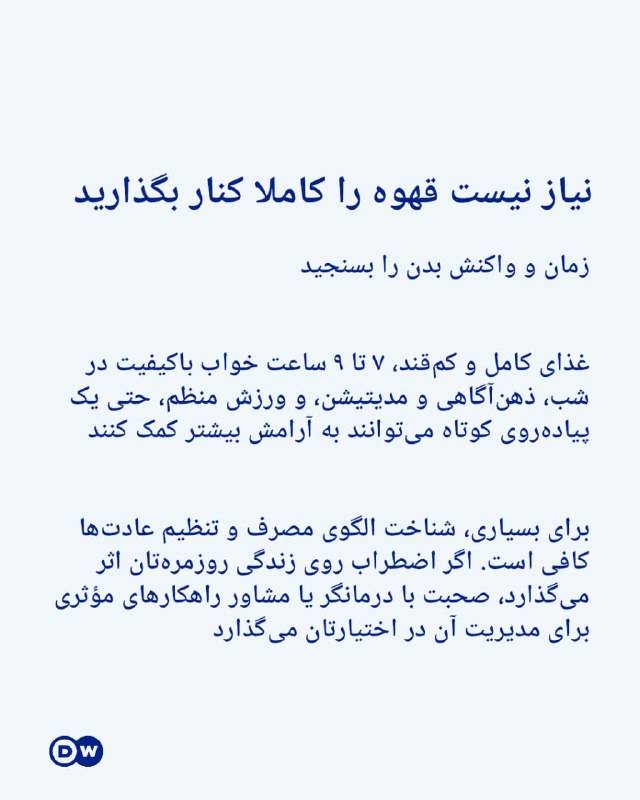 نیاز نیست قهوه را کاملا کنار بگذارید
زمان و واکنش بدن را بسنجید
غذای کامل و کم‌قند، ۷ تا ۹ ساعت خواب باکیفیت در
شب، ذهن‌آگاهی و مدیتیشن، و ورزش منظم، حتی یک
پیاده‌روی کوتاه می‌توانند به آرامش بیشتر کمک کنند
برای بسیاری، شناخت الگوی مصرف و تنظیم عادت‌ها
کافی است. اگر اضطراب روی زندگی روزمره‌تان اثر
می‌گذارد، صحبت با درمانگر یا مشاور راهکارهای مؤثری
برای مدیریت آن در اختیارتان می‌گذارد
DW